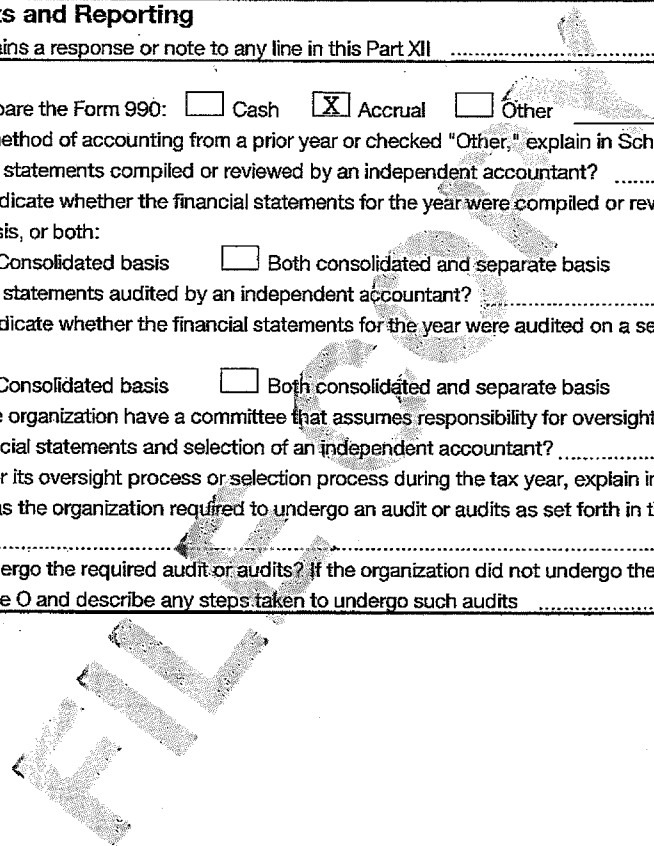 ts and Reporting
ains a response or note to any line in this Part XII
pare the Form 990: Cash X Accrual Other
ethod of accounting from a prior year or checked "Other," explain in Sch
statements compiled or reviewed by an independent accountant?
dicate whether the financial statements for the year were compiled or rev
sis, or both:
Consolidated basis Both consolidated and separate basis
statements audited by an independent accountant?
dicate whether the financial statements for the year were audited on a se
Consolidated basis Both consolidated and separate basis
e organization have a committee that assumes responsibility for oversight
cial statements and selection of an independent accountant?
r its oversight process or selection process during the tax year, explain in
as the organization required to undergo an audit or audits as set forth in t
ergo the required audit or audits? If the organization did not undergo the
e O and describe any steps taken to undergo such audits
FILE COPY